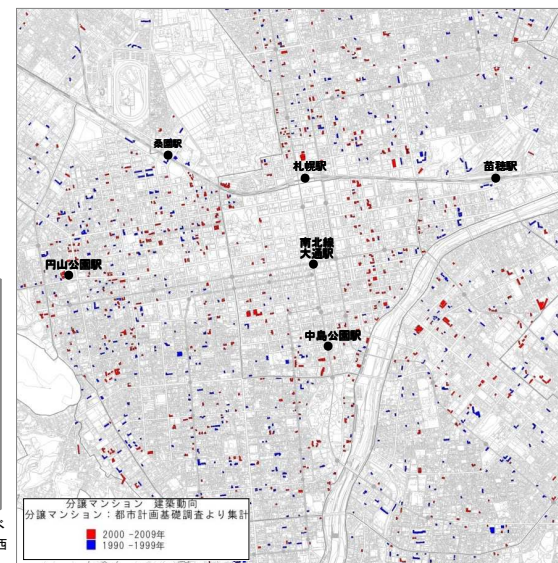 桑園駅
札幌駅
苗穂駅
南北線
大通駅
円山公園駅
中島公園駅
分譲マンション 建築動向
分譲マンション:都市計画基礎調査より集計
2000 -2009年
1990 -1999年
西